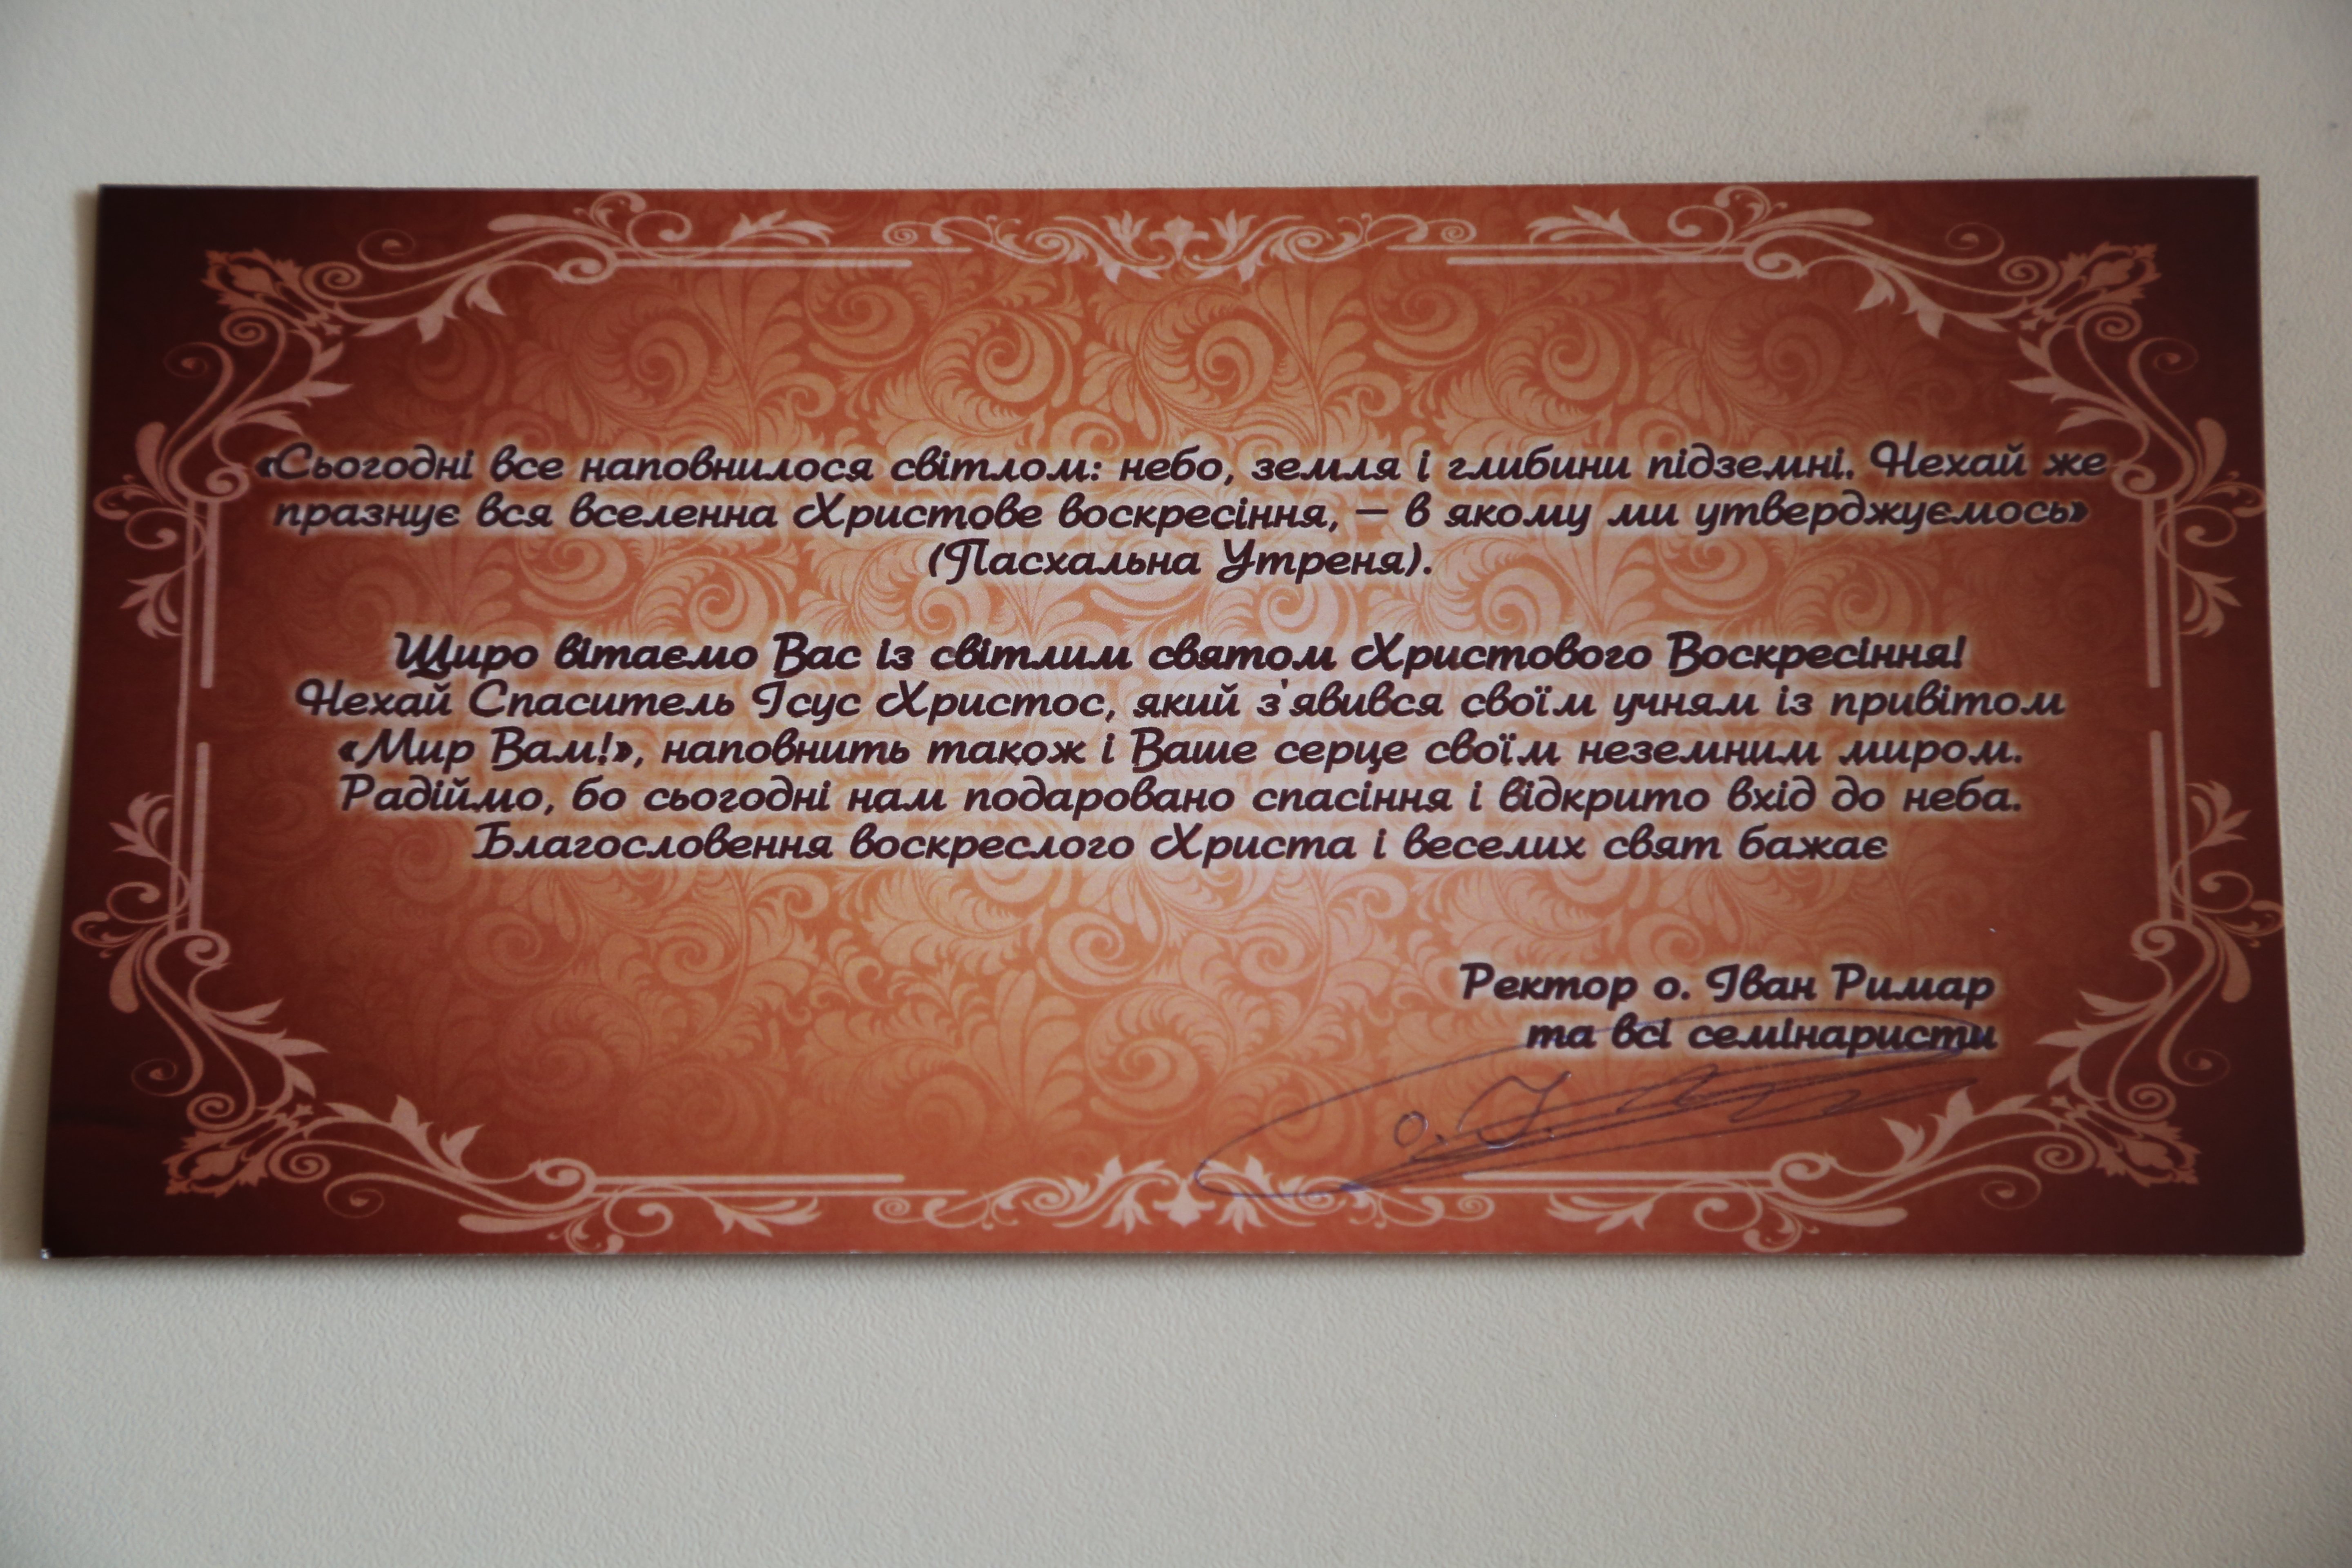 «Сьогодні все наповнилося світлом: небо, земля і глибини підземні. Нехай же
празнує вся вселенна Христове воскресіння, – в якому ми утверджуємось»
(Пасхальна Утреня).
Щиро вітаємо Вас із світлим святом Христового Воскресіння!
Нехай Спаситель Ісус Христос, який з'явився своїм учням із привітом
«Мир Вам!», наповнить також і Ваше серце своїм неземним миром.
Радіймо, бо сьогодні нам подаровано спасіння і відкрито вхід до неба.
Благословення воскреслого Христа і веселих свят бажає
Ректор о. Іван Римар
та всі семінаристи
о. І.